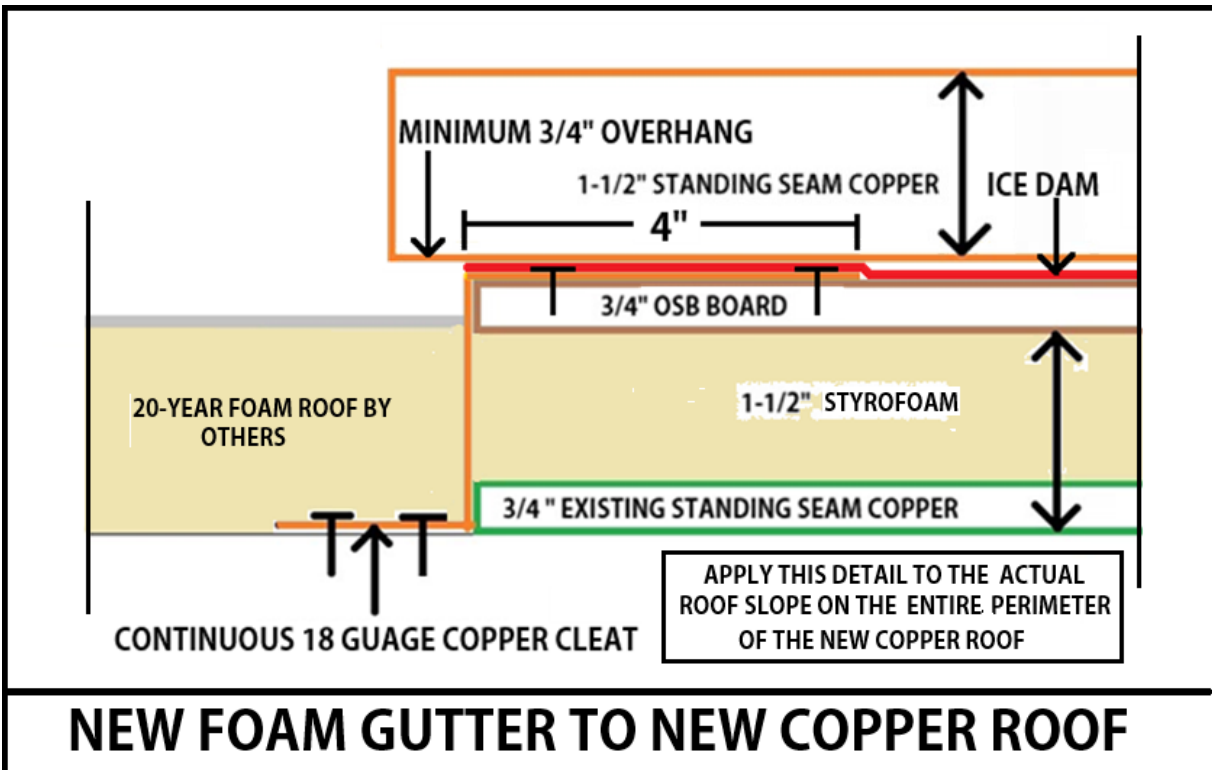 MINIMUM 3/4" OVERHANG
1-1/2" STANDING SEAM COPPER
ICE DAM
4"
3/4" OSB BOARD
20-YEAR FOAM ROOF BY
OTHERS
1-1/2" STYROFOAM
3/4 " EXISTING STANDING SEAM COPPER
APPLY THIS DETAIL TO THE ACTUAL
ROOF SLOPE ON THE ENTIRE PERIMETER
OF THE NEW COPPER ROOF
CONTINUOUS 18 GUAGE COPPER CLEAT
NEW FOAM GUTTER TO NEW COPPER ROOF